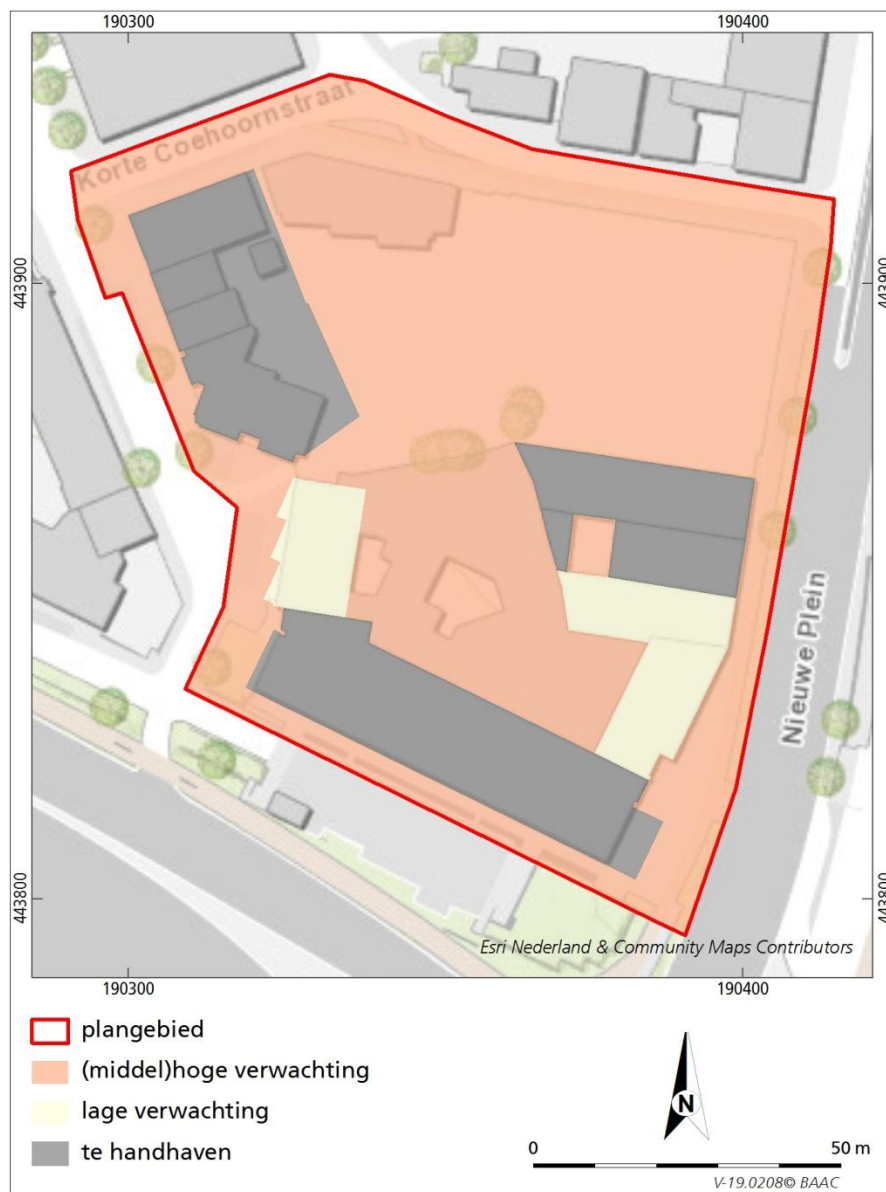 190300
190400
Korte Coehoornstraat
443900
443900
Nieuwe Plein
443800
443800
Esri Nederland & Community Maps Contributors
190300
190400
plangebied
(middel)hoge verwachting
lage verwachting
te handhaven
N
0
50 m
V-19.0208© BAAC